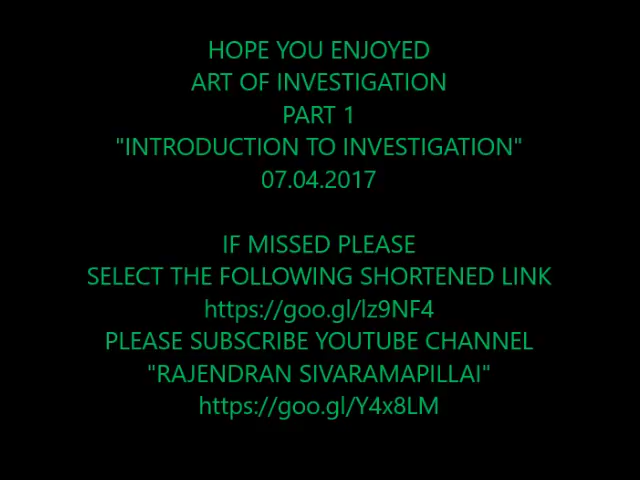 HOPE YOU ENJOYED
ART OF INVESTIGATION
PART 1
"INTRODUCTION TO INVESTIGATION"
07.04.2017
IF MISSED PLEASE
SELECT THE FOLLOWING SHORTENED LINK
https://goo.gl/lz9NF4
PLEASE SUBSCRIBE YOUTUBE CHANNEL
"RAJENDRAN SIVARAMAPILLAI"
https://goo.gl/Y4x8LM